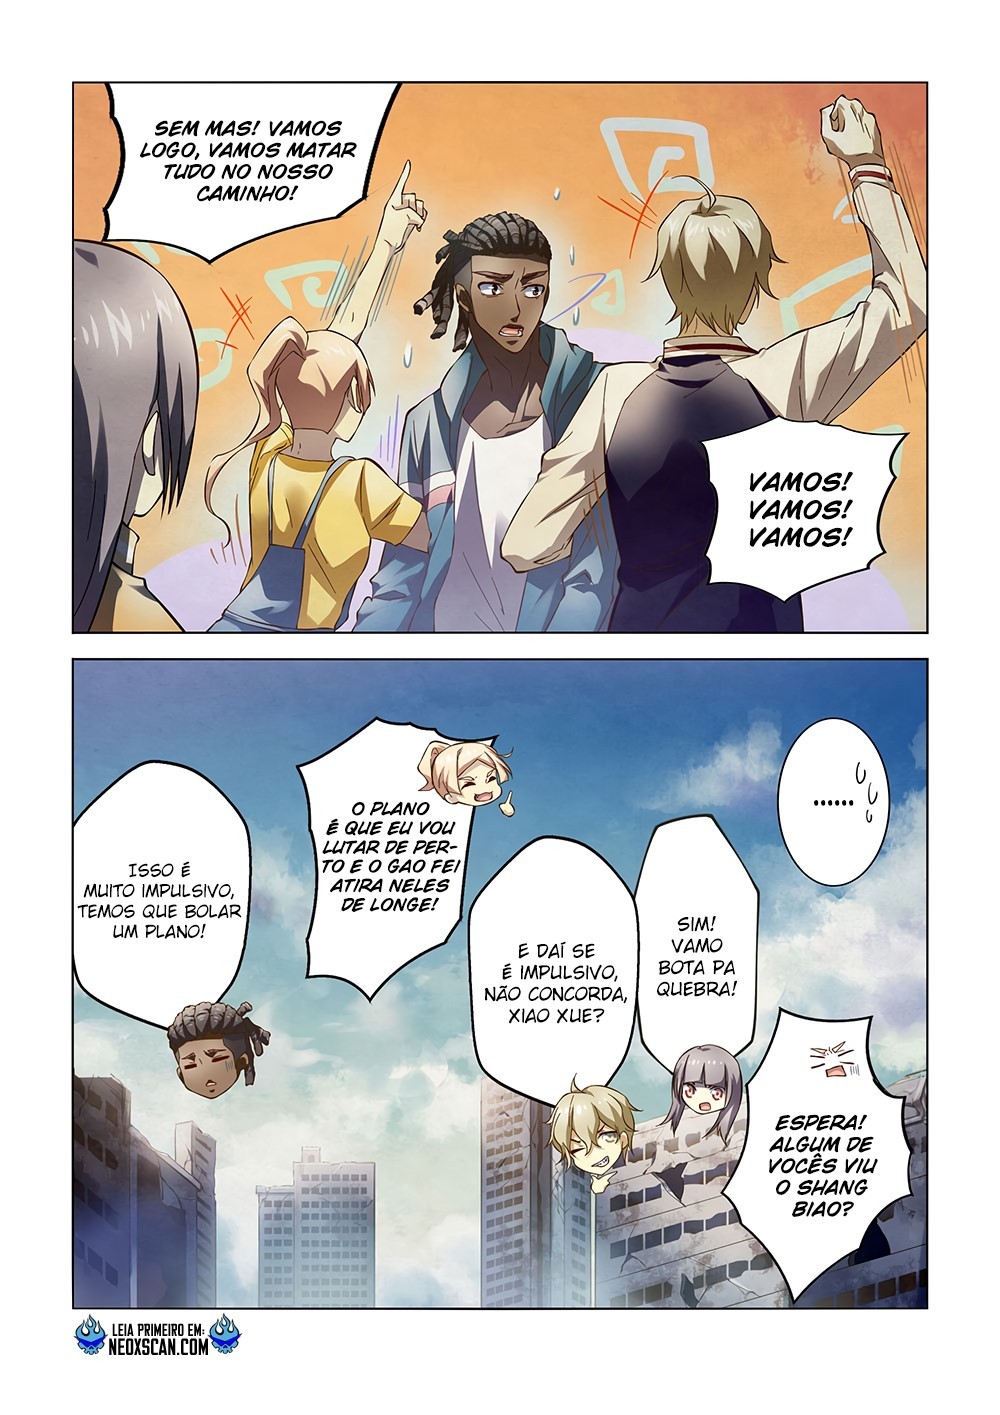 SEM MAS! VAMOS
LOGO, VAMOS MATAR
TUDO NO NOSSO
CAMINHO!
VAMOS!
VAMOS!
VAMOS!
ISSO É
MUITO IMPULSIVO,
TEMOS QUE BOLAR
UM PLANO!
O PLANO
É QUE EU VOU
LUTAR DE PER-
TO E O GAO FEI
ATIRA NELES
DE LONGE!
E DAÍ SE
É IMPULSIVO,
NÃO CONCORDA,
XIAO XUE?
SIM!
VAMO
BOTA PA
QUEBRA!
......
ESPERA!
ALGUM DE
VOCÊS VIU
O SHANG
BIAO?
LEIA PRIMEIRO EM:
NEOXSCAN.COM